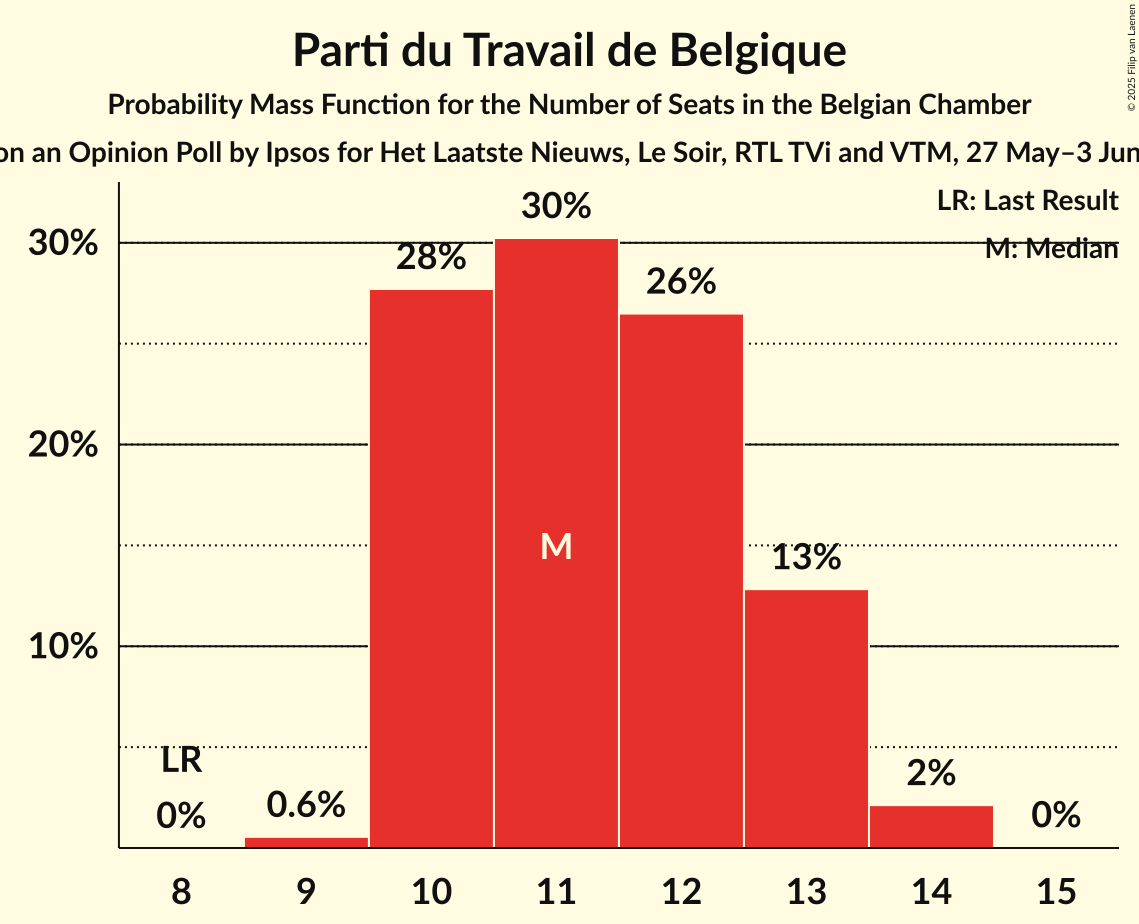 © 2025 Filip van Laenen
Parti du Travail de Belgique
Probability Mass Function for the Number of Seats in the Belgian Chamber
on an Opinion Poll by Ipsos for Het Laatste Nieuws, Le Soir, RTL TVi and VTM, 27 May–3 Jun
LR: Last Result
M: Median
30%
20%
10%
LR
0%
0.6%
28%
30%
M
26%
13%
2%
0%
8 9 10 11 12 13 14 15